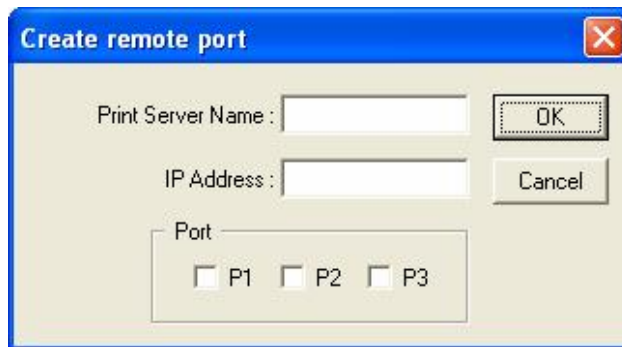 Create remote port
Print Server Name :
OK
IP Address :
Cancel
Port
P1 P2 P3